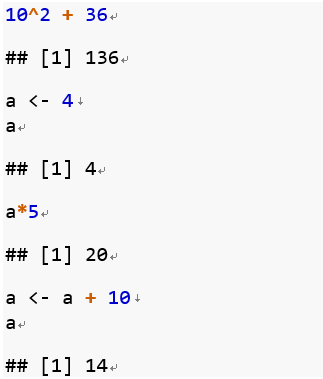 10^2 + 36
## [1] 136
a <- 4
a
## [1] 4
a*5
## [1] 20
a <- a + 10
a
## [1] 14